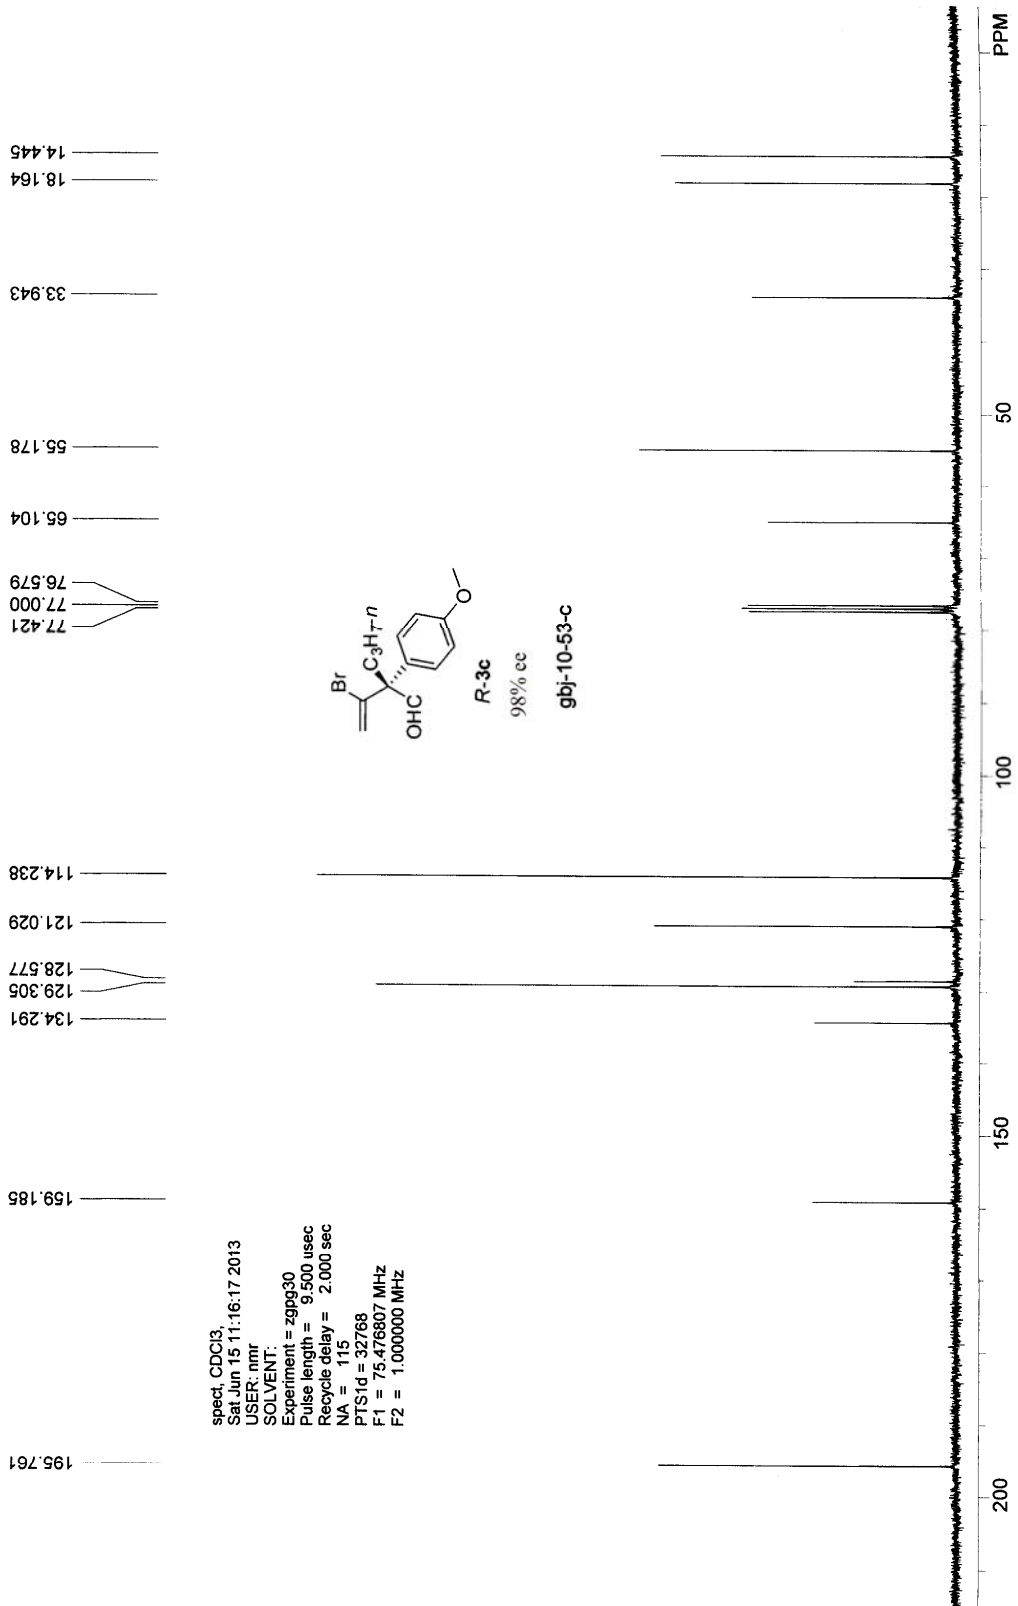 14.445
18.164
33.943
55.178
65.104
76.579
77.000
77.421
114.238
121.029
128.577
129.305
134.291
159.185
195.761
Br
C3H7-n
OHC
O
R-3c
98% ee
gbj-10-53-c
spect, CDCl3,
Sat Jun 15 11:16:17 2013
USER: nmr
SOLVENT:
Experiment = zgpg30
Pulse length = 9.500 usec
Recycle delay = 2.000 sec
NA = 115
PTS1d = 32768
F1 = 75.476807 MHz
F2 = 1.000000 MHz
200
150
100
50
PPM